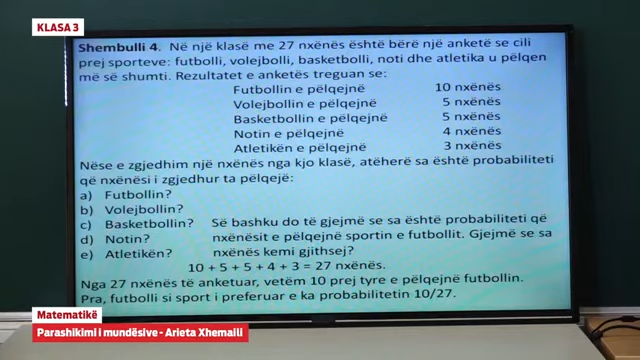 KLASA 3
Shembulli 4. Në një klasë me 27 nxënës është bërë një anketë se cili
prej sporteve: futbolli, volejbolli, basketbolli, noti dhe atletika u pëlqen
më së shumti. Rezultatet e anketës treguan se:
Futbollin e pëlqejnë 10 nxënës
Volejbollin e pëlqejnë 5 nxënës
Basketbollin e pëlqejnë 5 nxënës
Notin e pëlqejnë 4 nxënës
Atletikën e pëlqejnë 3 nxënës
Nëse e zgjedhim një nxënës nga kjo klasë, atëherë sa është probabiliteti
që nxënësi i zgjedhur ta pëlqejë:
a) Futbollin?
b) Volejbollin?
c) Basketbollin? Së bashku do të gjejmë se sa është probabiliteti që
d) Notin? nxënësit e pëlqejnë sportin e futbollit. Gjejmë se sa
e) Atletikën? nxënës kemi gjithsej?
10 + 5 + 5 + 4 + 3 = 27 nxënës.
Nga 27 nxënës të anketuar, vetëm 10 prej tyre e pëlqejnë futbollin.
Pra, futbolli si sport i preferuar e ka probabilitetin 10/27.
Matematikë
Parashikimi i mundësive - Arieta Xhemaili